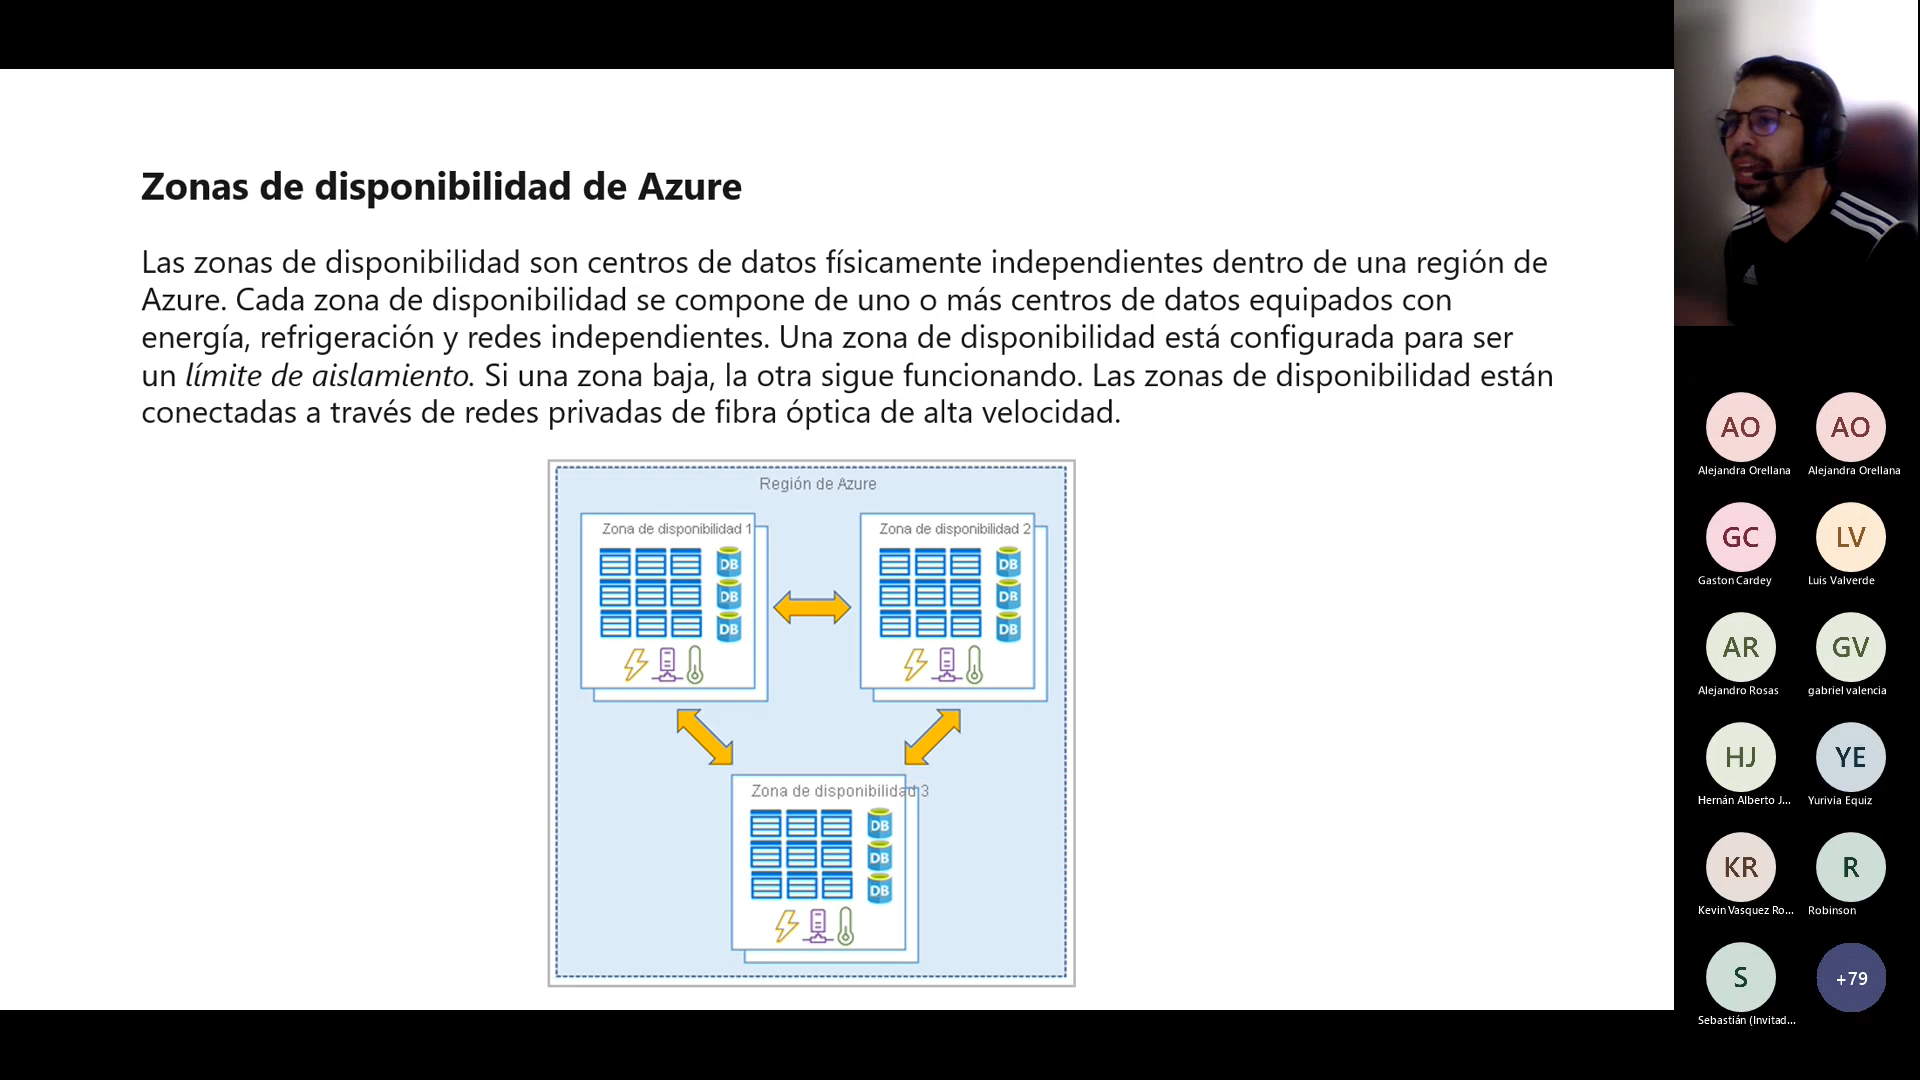 Zonas de disponibilidad de Azure
Las zonas de disponibilidad son centros de datos físicamente independientes dentro de una región de
Azure. Cada zona de disponibilidad se compone de uno o más centros de datos equipados con
energía, refrigeración y redes independientes. Una zona de disponibilidad está configurada para ser
un límite de aislamiento. Si una zona baja, la otra sigue funcionando. Las zonas de disponibilidad están
conectadas a través de redes privadas de fibra óptica de alta velocidad.
Región de Azure
Zona de disponibilidad 1
DB
DB
DB
Zona de disponibilidad 2
DB
DB
DB
Zona de disponibilidad 3
DB
DB
DB
AO
Alejandra Orellana
AO
Alejandra Orellana
GC
Gaston Cardey
LV
Luis Valverde
AR
Alejandro Rosas
GV
gabriel valencia
HJ
Hernán Alberto J...
YE
Yurivia Equiz
KR
Kevin Vasquez Ro...
R
Robinson
S
Sebastián (Invitad...
+79